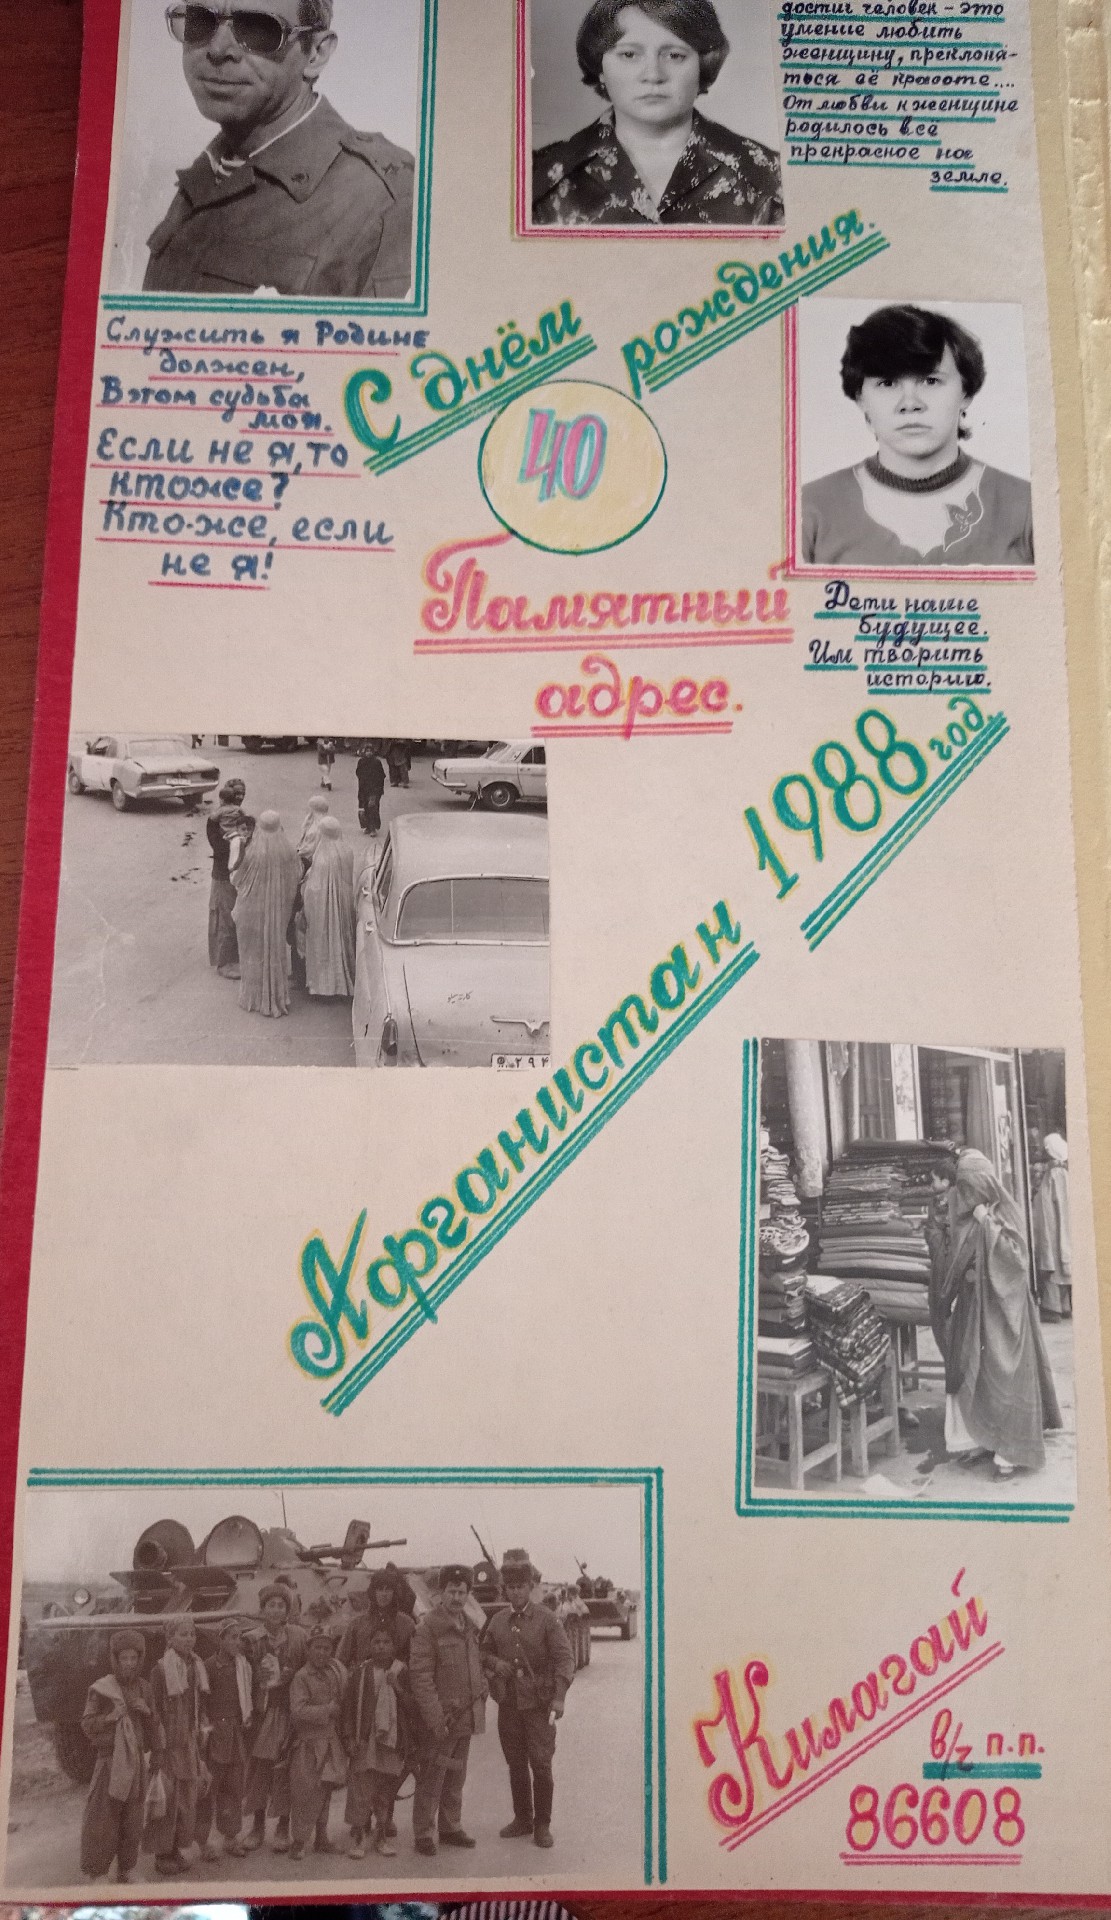 достиг человек - это
умение любить
женщину, преклоня-
ться её красоте....
От любви к женщине
родилось всё
прекрасное на
земле.
С днём рождения.
40
Служить я Родине
должен,
В этом судьба
моя.
Если не я, то
кто же?
Кто-же, если
не я!
Памятный
адрес.
Дети наше
будущее.
Им творить
историю.
Афганистан 1988 год.
Килагай
в/ч п.п.
86608